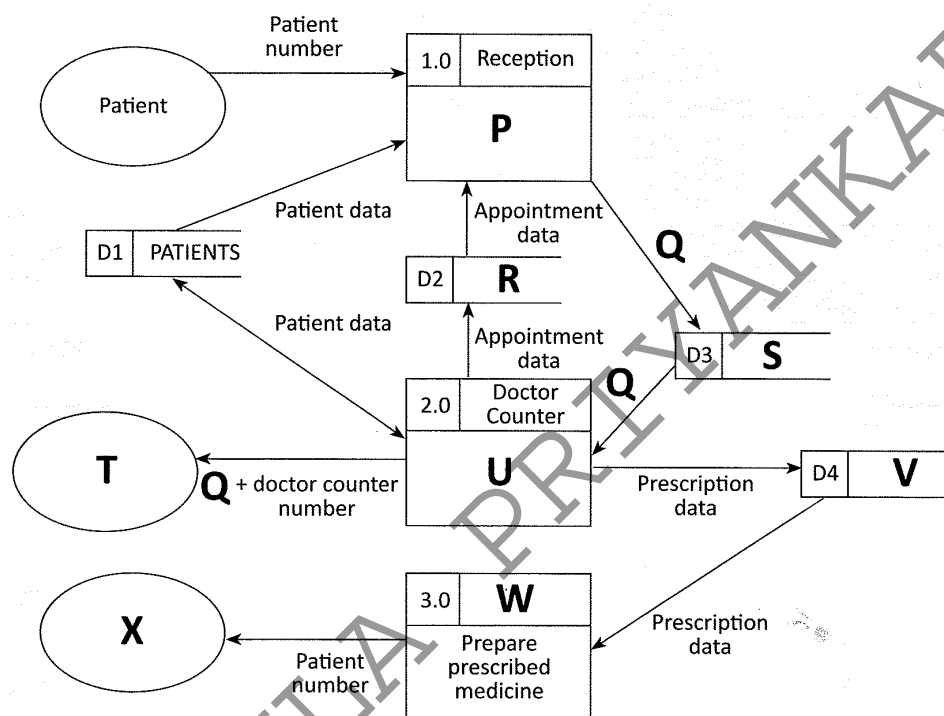 Patient
number
1.0
Reception
Patient
P
Patient data
Appointment
data
Q
D1
PATIENTS
D2
R
Patient data
Appointment
data
D3
S
Q
2.0
Doctor
Counter
T
U
Q + doctor counter
number
Prescription
data
D4
V
3.0
W
X
Patient
number
Prepare
prescribed
medicine
Prescription
data
PRIYANKA